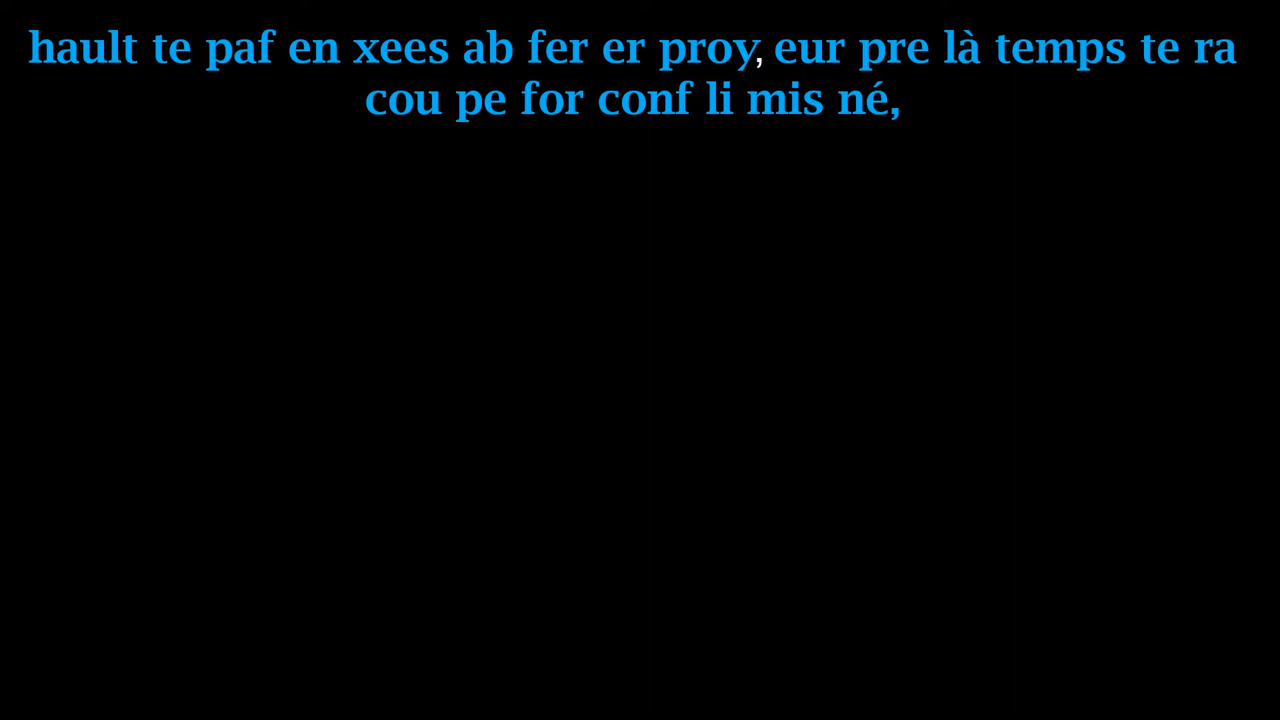 hault te paf en xees ab fer er proy, eur pre là temps te ra
cou pe for conf li mis né,